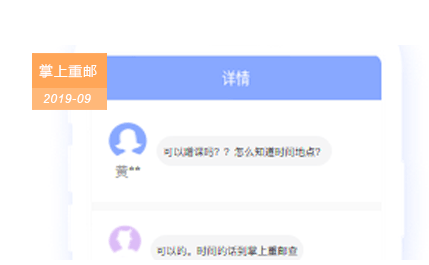 掌上重邮
2019-09
详情
可以蹭课吗？？怎么知道时间地点？
黄**
可以的。时间的话到掌上重邮查